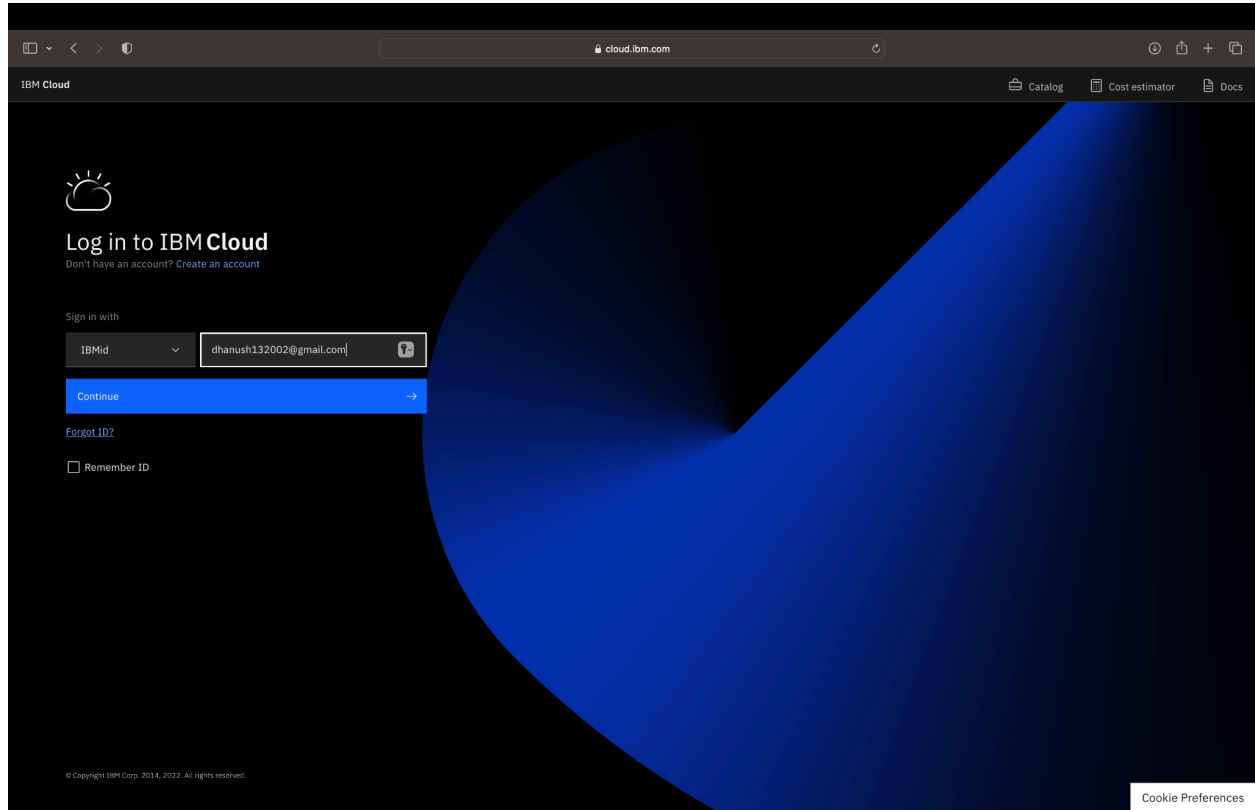 cloud.ibm.com
IBM Cloud
Catalog
Cost estimator
Docs
Log in to IBM Cloud
Don't have an account? Create an account
Sign in with
IBMid
dhanush132002@gmail.com
Continue
Forgot ID?
Remember ID
© Copyright IBM Corp. 2014, 2022. All rights reserved.
Cookie Preferences